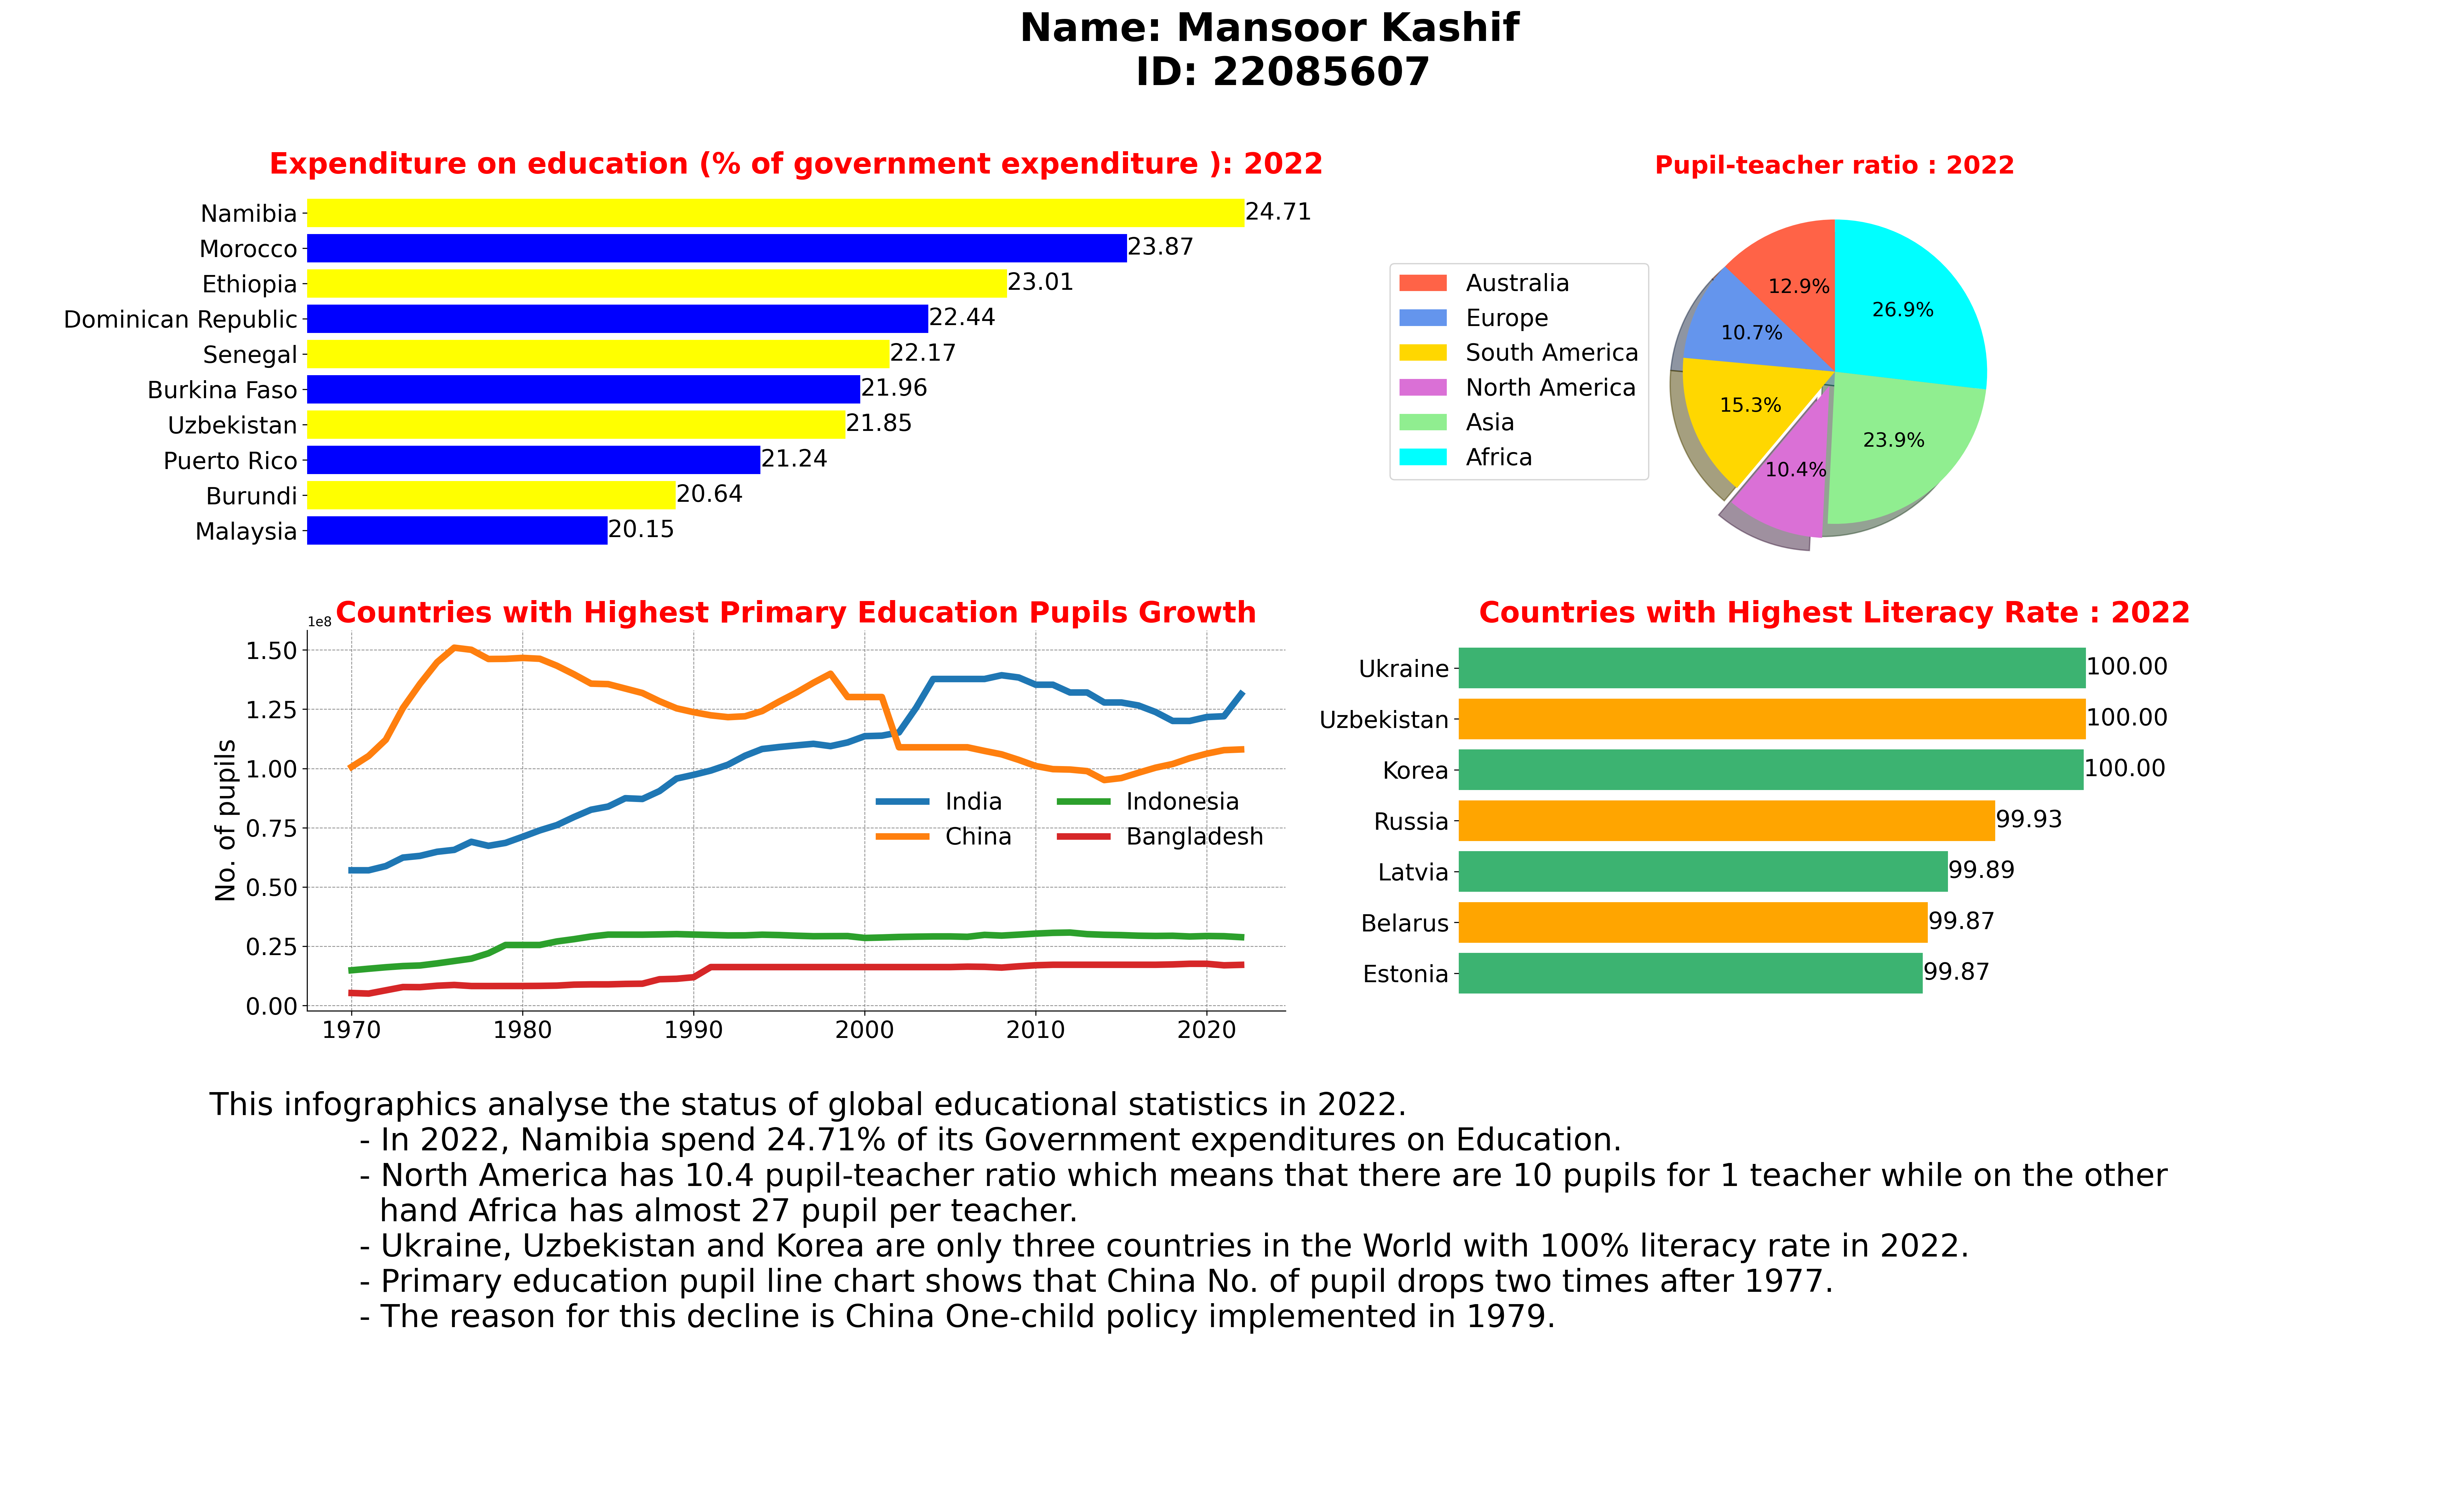 Name: Mansoor Kashif
ID: 22085607
Expenditure on education (% of government expenditure ): 2022
Namibia
24.71
Morocco
23.87
Ethiopia
23.01
Dominican Republic
22.44
Senegal
22.17
Burkina Faso
21.96
Uzbekistan
21.85
Puerto Rico
21.24
Burundi
20.64
Malaysia
20.15
Pupil-teacher ratio : 2022
Australia
Europe
South America
North America
Asia
Africa
12.9%
10.7%
15.3%
10.4%
23.9%
26.9%
Countries with Highest Primary Education Pupils Growth
1e8
No. of pupils
1.50
1.25
1.00
0.75
0.50
0.25
0.00
1970 1980 1990 2000 2010 2020
India
China
Indonesia
Bangladesh
Countries with Highest Literacy Rate : 2022
Ukraine
100.00
Uzbekistan
100.00
Korea
100.00
Russia
99.93
Latvia
99.89
Belarus
99.87
Estonia
99.87
This infographics analyse the status of global educational statistics in 2022.
- In 2022, Namibia spend 24.71% of its Government expenditures on Education.
- North America has 10.4 pupil-teacher ratio which means that there are 10 pupils for 1 teacher while on the other
hand Africa has almost 27 pupil per teacher.
- Ukraine, Uzbekistan and Korea are only three countries in the World with 100% literacy rate in 2022.
- Primary education pupil line chart shows that China No. of pupil drops two times after 1977.
- The reason for this decline is China One-child policy implemented in 1979.